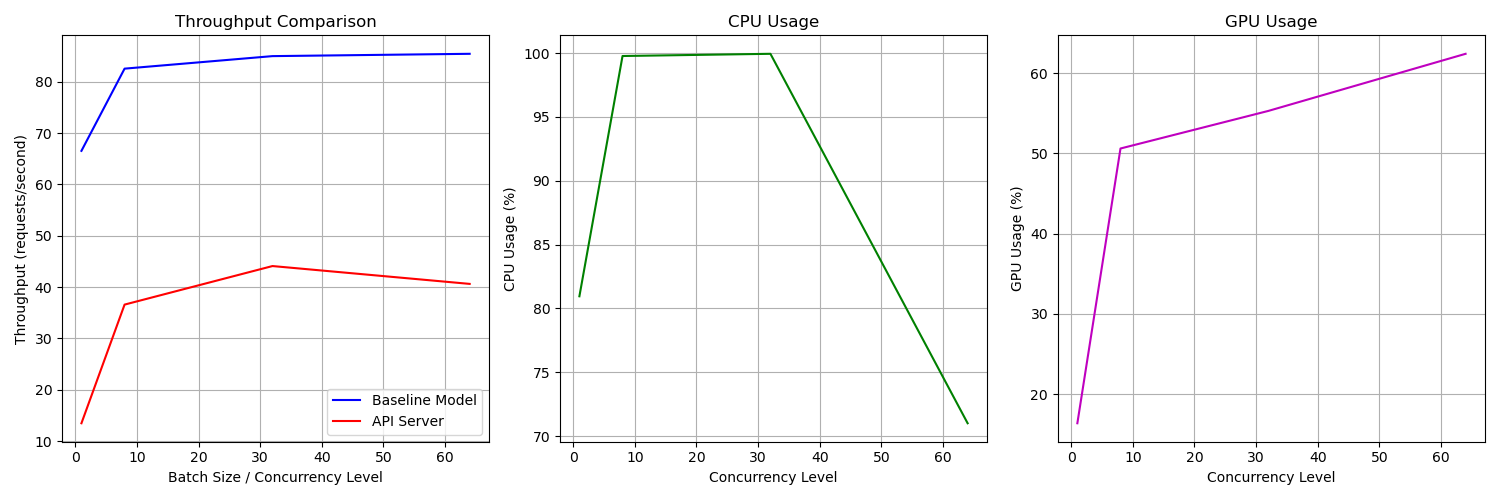 Throughput Comparison
Throughput (requests/second)
80
70
60
50
40
30
20
10
0 10 20 30 40 50 60
Batch Size / Concurrency Level
Baseline Model
API Server
CPU Usage
CPU Usage (%)
100
95
90
85
80
75
70
0 10 20 30 40 50 60
Concurrency Level
GPU Usage
GPU Usage (%)
60
50
40
30
20
0 10 20 30 40 50 60
Concurrency Level